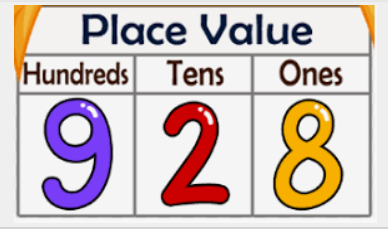 Place Value
Hundreds Tens Ones
9 2 8